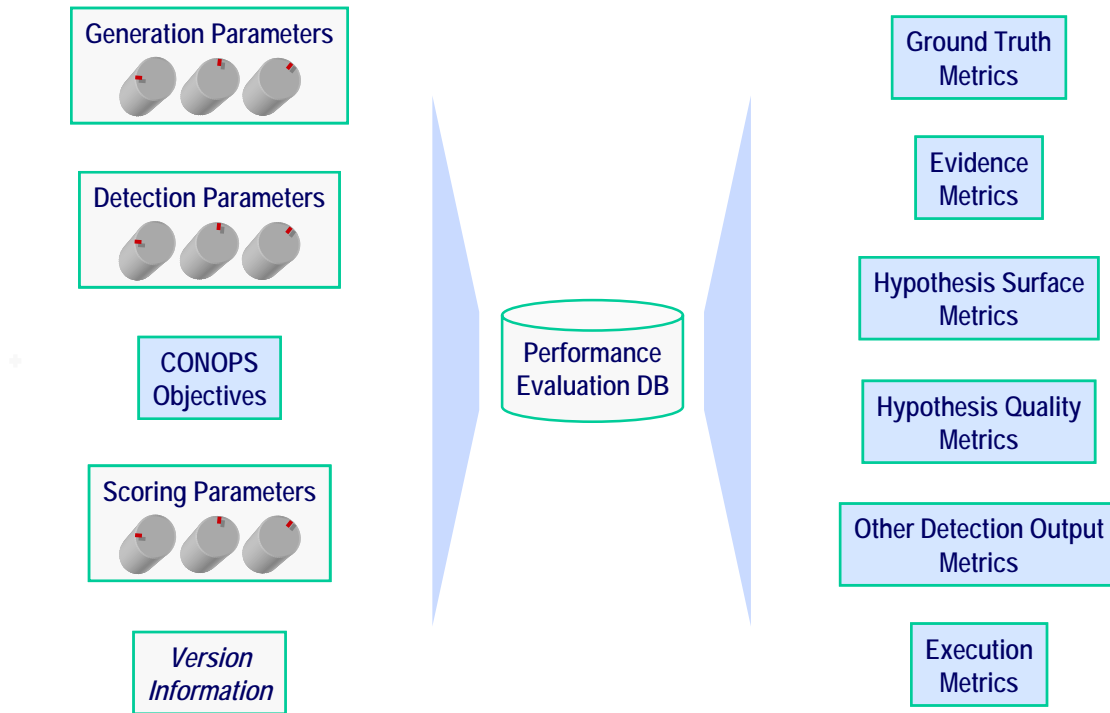 Generation Parameters
Detection Parameters
CONOPS
Objectives
Scoring Parameters
Version
Information
Performance
Evaluation DB
Ground Truth
Metrics
Evidence
Metrics
Hypothesis Surface
Metrics
Hypothesis Quality
Metrics
Other Detection Output
Metrics
Execution
Metrics